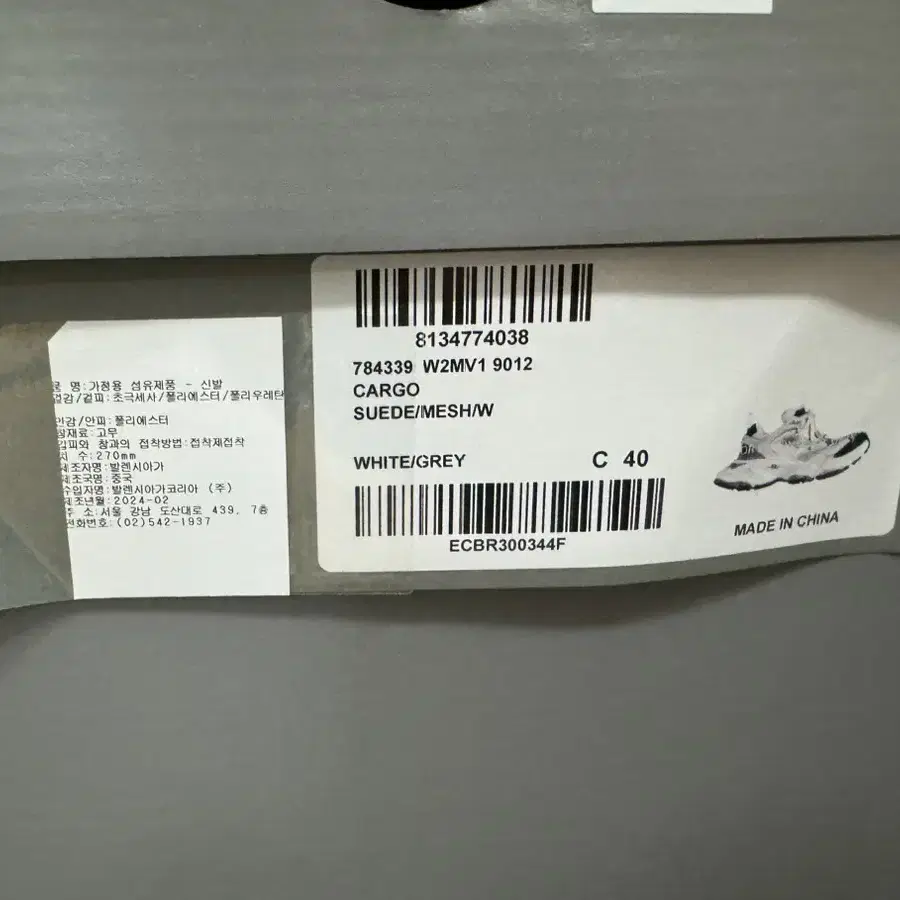 명:가정용 섬유제품 - 신발
겉감/겉피:초극세사/폴리에스터/폴리우레탄
안감/안피:폴리에스터
창재료:고무
겉피와 창과의 접착방법:접착제접착
치 수:270mm
제조자명:발렌시아가
제조국명:중국
수입자명:발렌시아가코리아 (주)
제조년월:2024-02
주 소:서울 강남 도산대로 439, 7층
전화번호:(02)542-1937
8134774038
784339 W2MV1 9012
CARGO
SUEDE/MESH/W
WHITE/GREY C 40
ECBR300344F
MADE IN CHINA